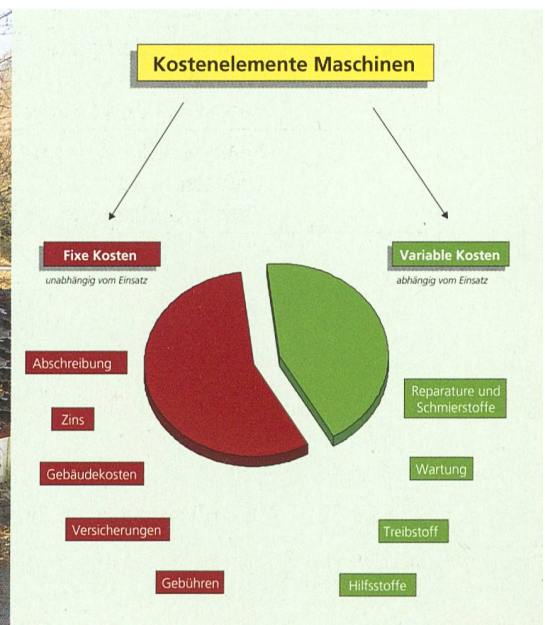 Kostenelemente Maschinen
Fixe Kosten
unabhängig vom Einsatz
Abschreibung
Zins
Gebäudekosten
Versicherungen
Gebühren
Variable Kosten
abhängig vom Einsatz
Reparature und
Schmierstoffe
Wartung
Treibstoff
Hilfsstoffe